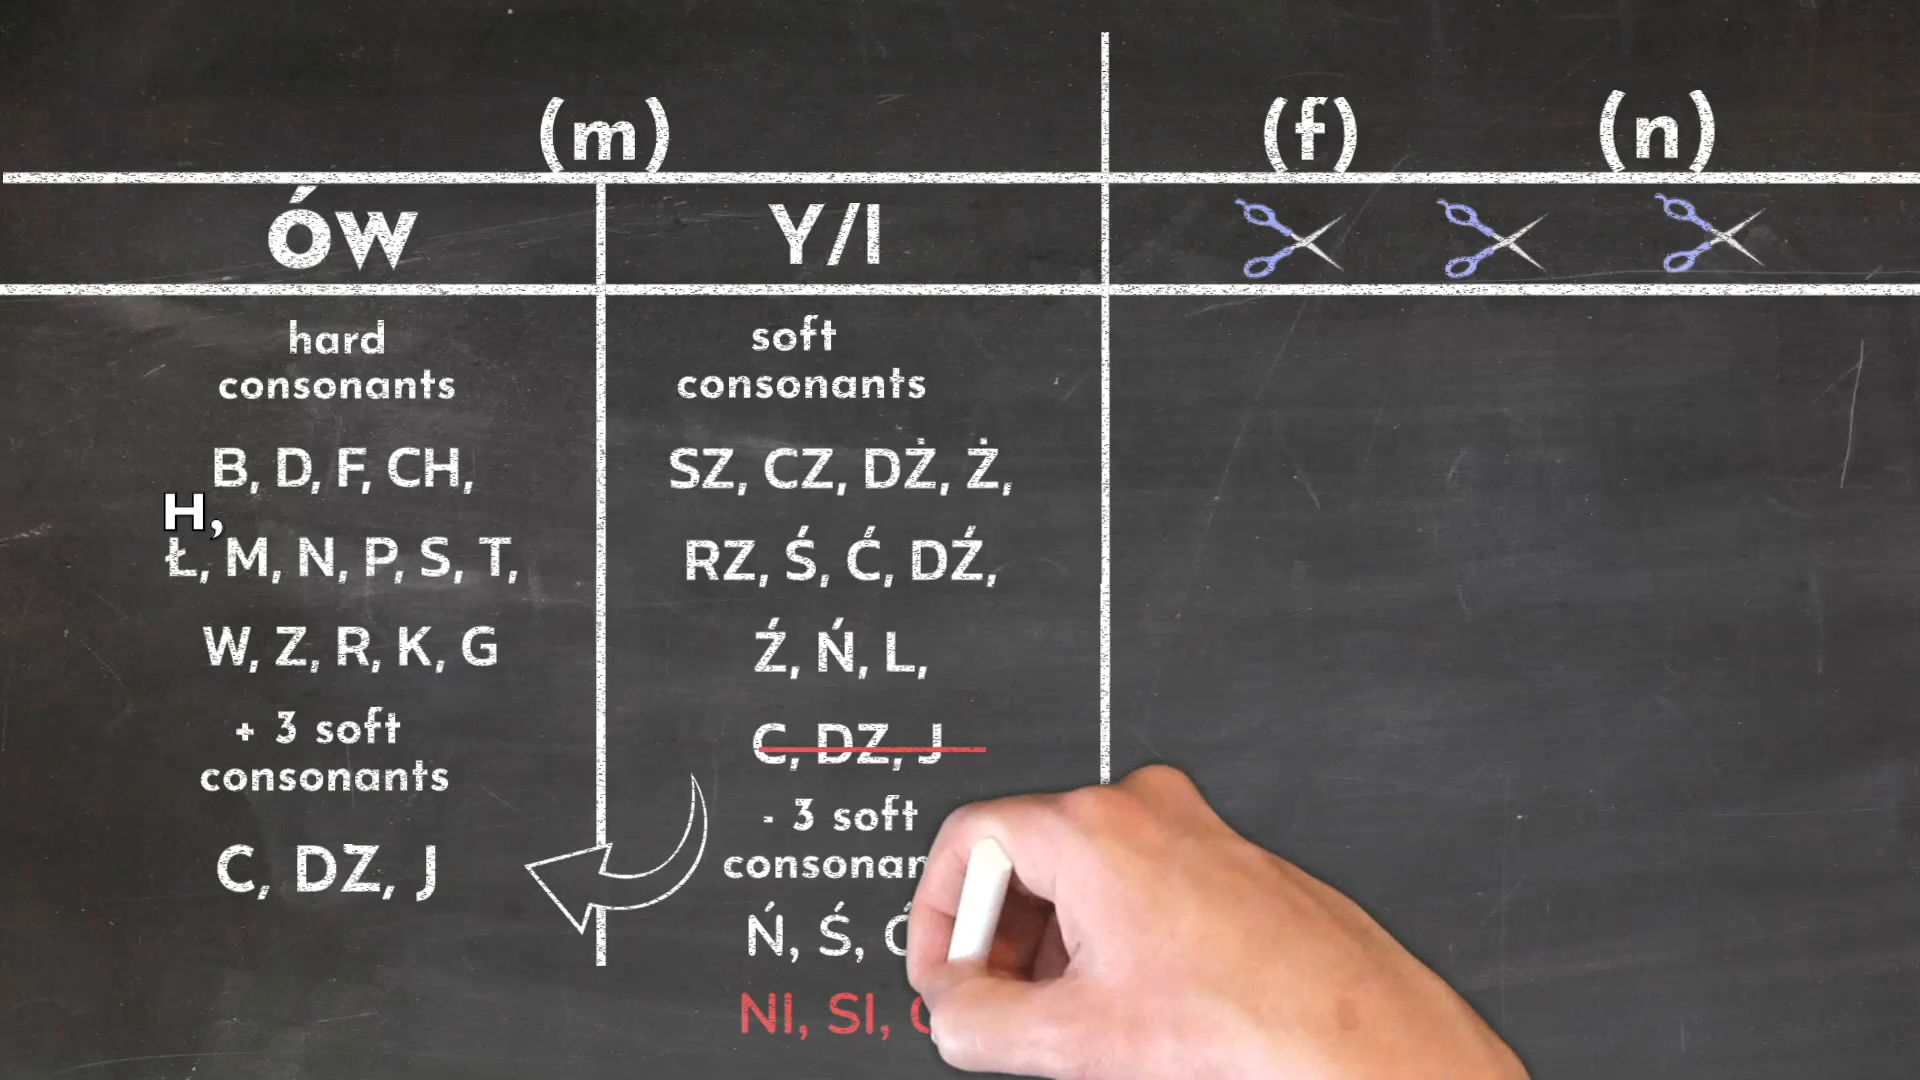 (m) (f) (n)
ÓW Y/I
hard
consonants
B, D, F, CH,
H,
Ł, M, N, P, S, T,
W, Z, R, K, G
+ 3 soft
consonants
C, DZ, J
soft
consonants
SZ, CZ, DŻ, Ż,
RZ, Ś, Ć, DŹ,
Ź, Ń, L,
C, DZ, J
- 3 soft
Ń, Ś,
NI, SI,